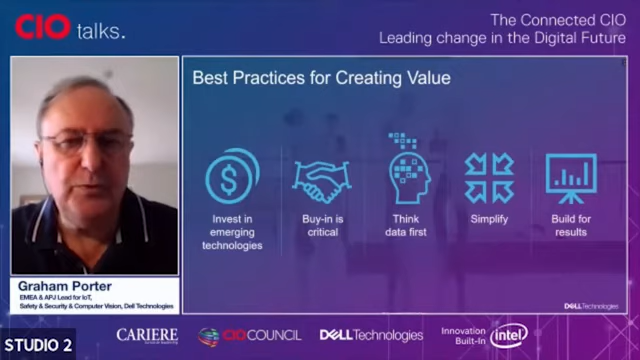 CIO talks.
The Connected CIO
Leading change in the Digital Future
Best Practices for Creating Value
Invest in
emerging
technologies
Buy-in is
critical
Think
data first
Simplify
Build for
results
Graham Porter
EMEA & APJ Lead for IoT,
Safety & Security & Computer Vision, Dell Technologies
DELLTechnologies
STUDIO 2
CARIERE
CIO COUNCIL
DELLTechnologies
Innovation
Built-In
intel